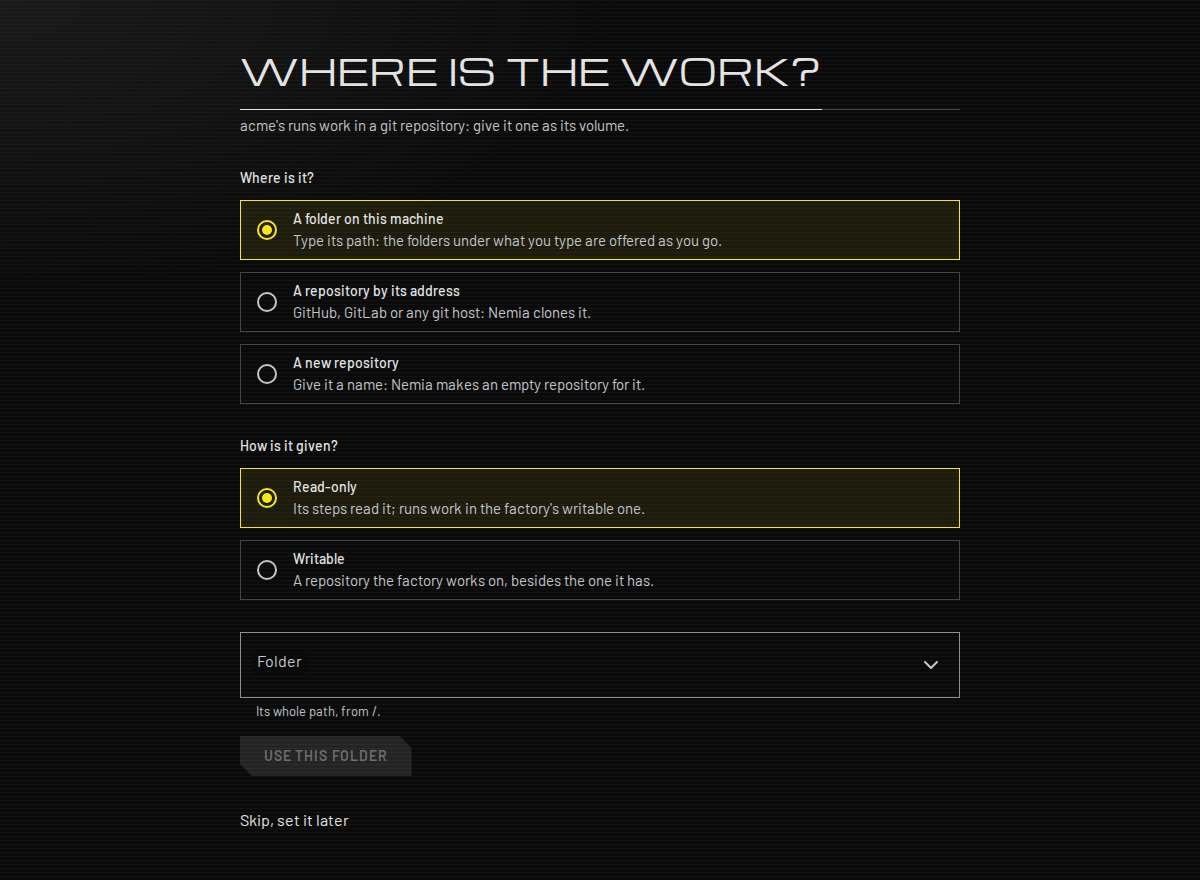 WHERE IS THE WORK?
acme's runs work in a git repository: give it one as its volume.
Where is it?
A folder on this machine
Type its path: the folders under what you type are offered as you go.
A repository by its address
GitHub, GitLab or any git host: Nemia clones it.
A new repository
Give it a name: Nemia makes an empty repository for it.
How is it given?
Read-only
Its steps read it; runs work in the factory's writable one.
Writable
A repository the factory works on, besides the one it has.
Folder
Its whole path, from /.
USE THIS FOLDER
Skip, set it later